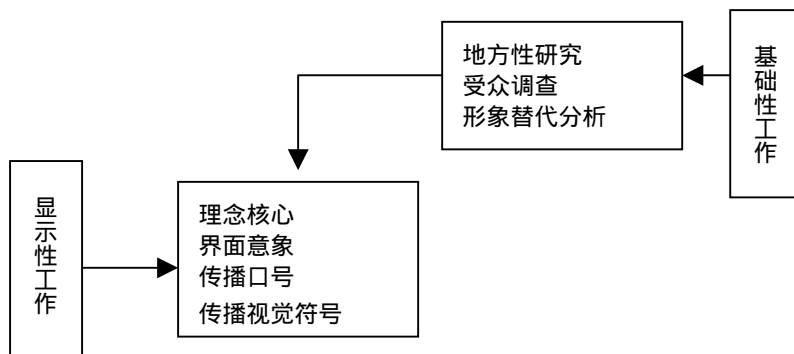 地方性研究
受众调查
形象替代分析
基础性工作
显示性工作
理念核心
界面意象
传播口号
传播视觉符号